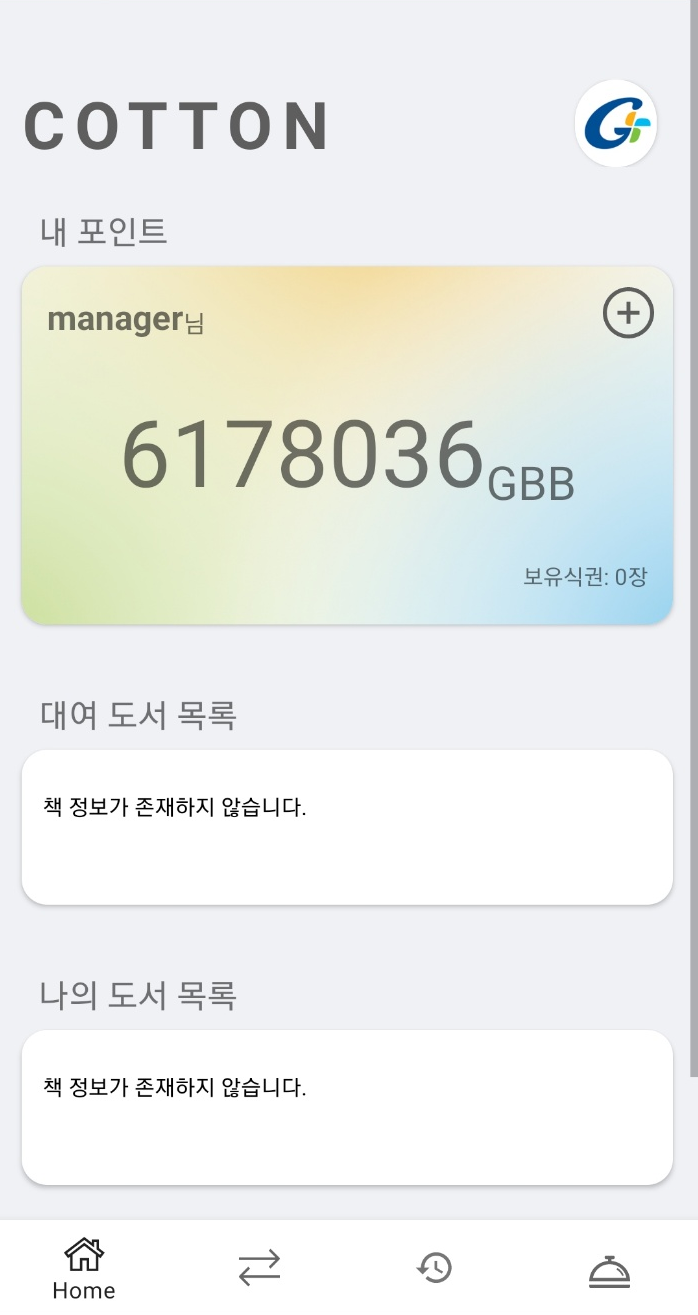 COTTON
내 포인트
manager님
6178036GBB
보유식권: 0장
대여 도서 목록
책 정보가 존재하지 않습니다.
나의 도서 목록
책 정보가 존재하지 않습니다.
Home